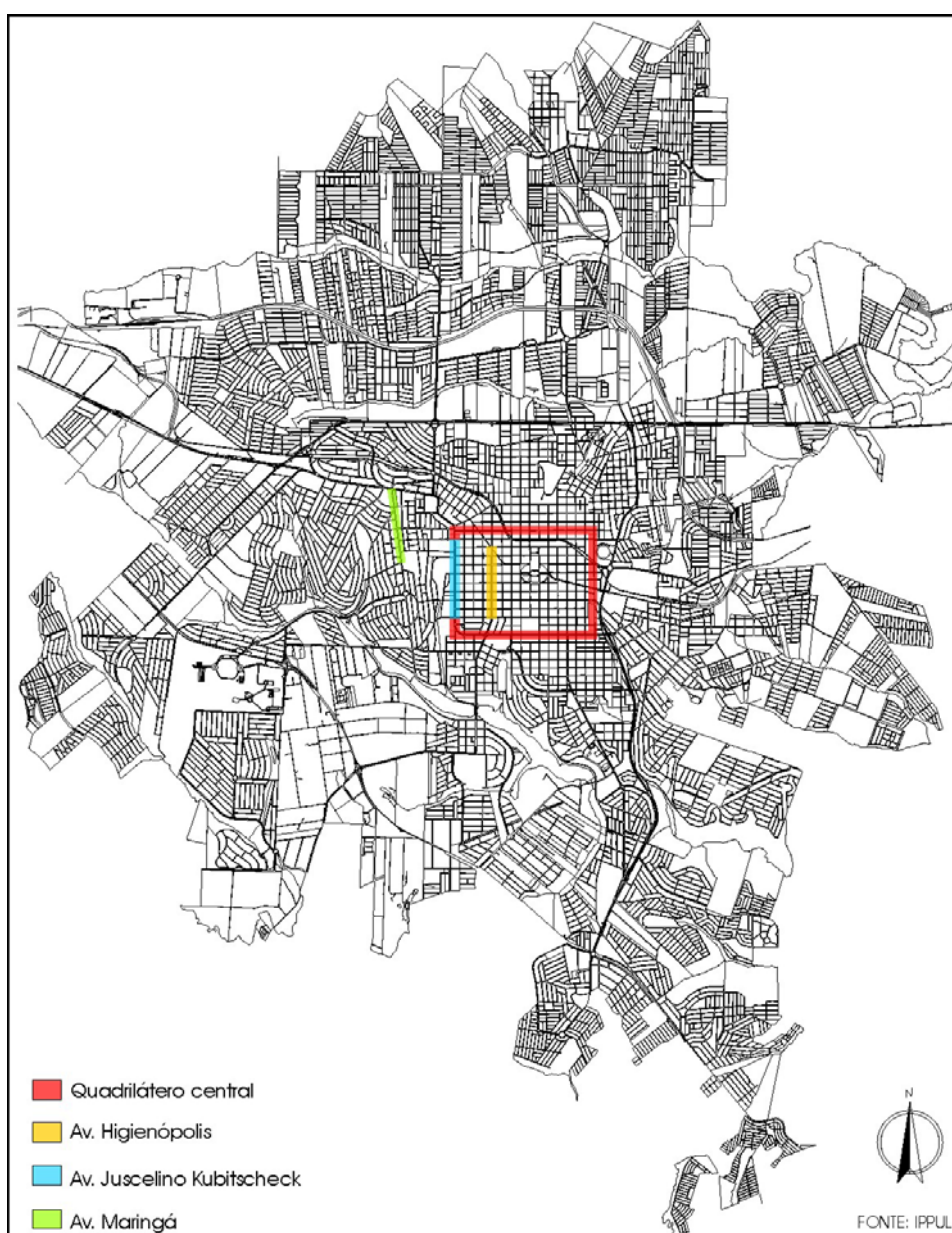 Quadrilátero central
Av. Higienópolis
Av. Juscelino Kubitscheck
Av. Maringá
N
FONTE: IPPUL